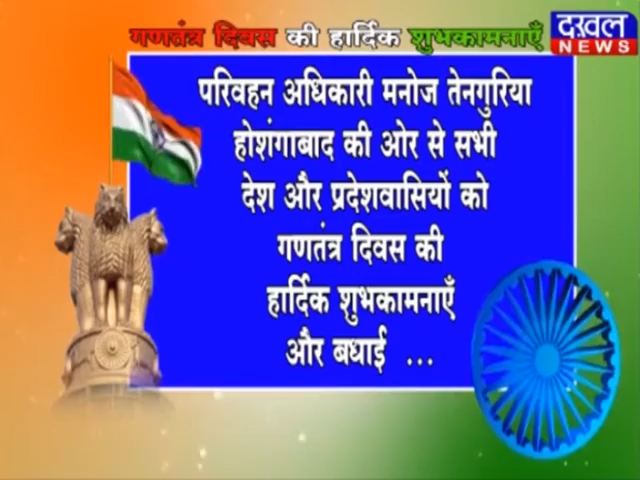 गणतंत्र दिवस की हार्दिक शुभकामनाएँ
दख़ल
NEWS
परिवहन अधिकारी मनोज तेनगुरिया
होशंगाबाद की ओर से सभी
देश और प्रदेशवासियों को
गणतंत्र दिवस की
हार्दिक शुभकामनाएँ
और बधाई ...